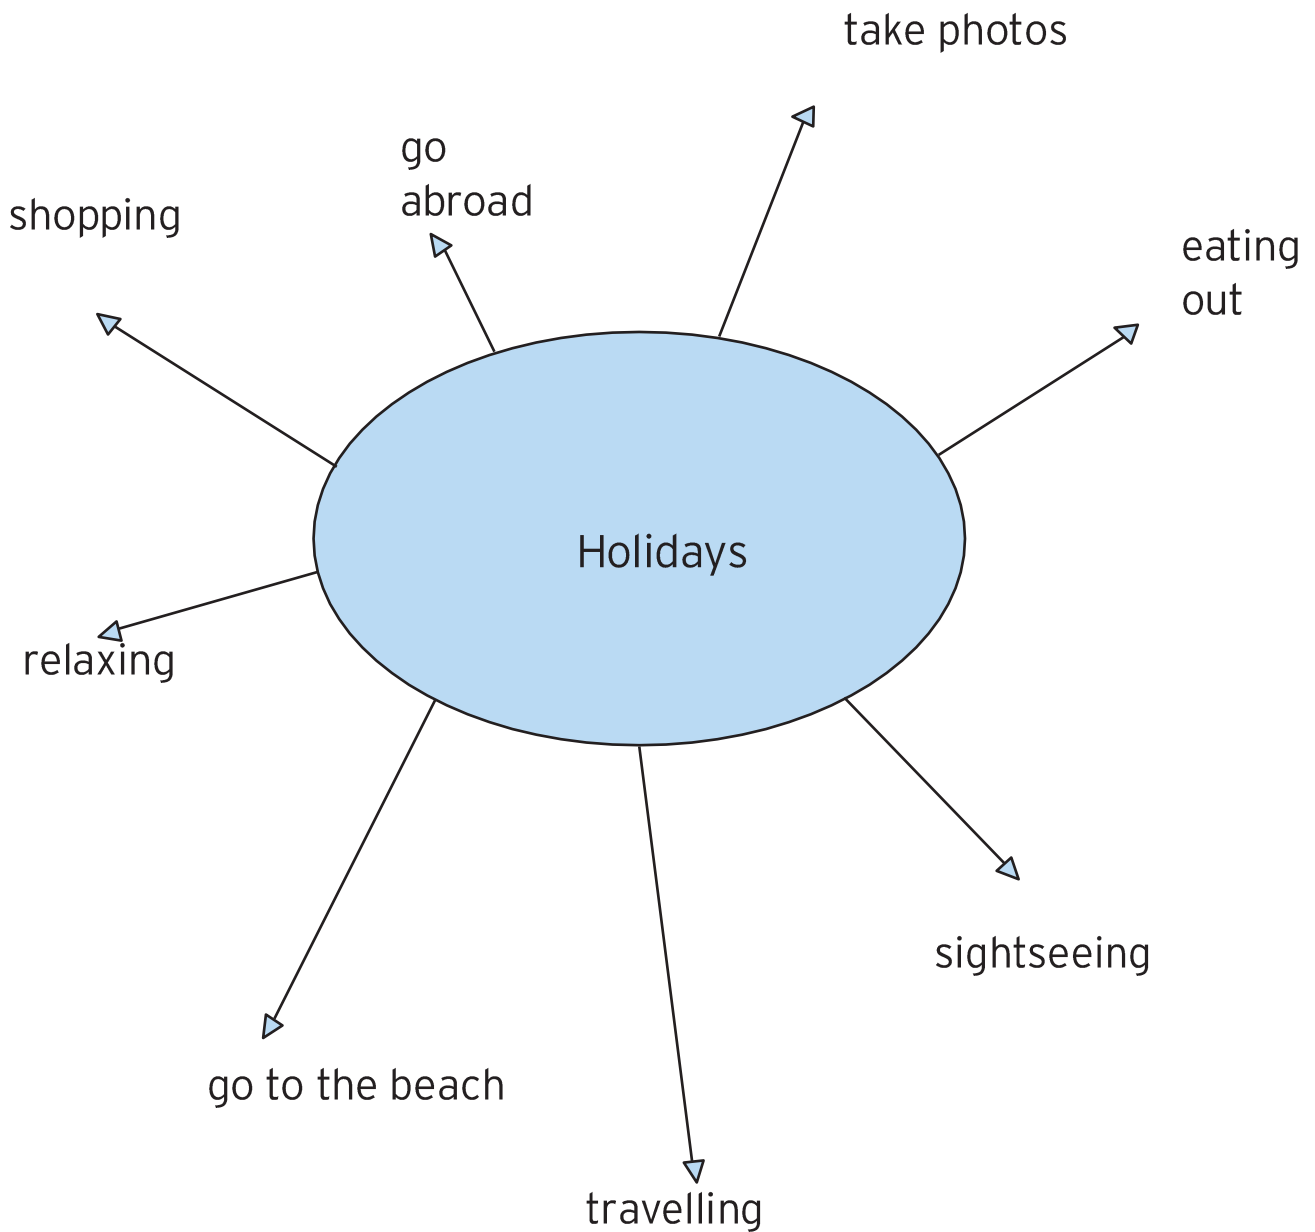 take photos
go
abroad
shopping
eating
out
Holidays
relaxing
sightseeing
go to the beach
travelling